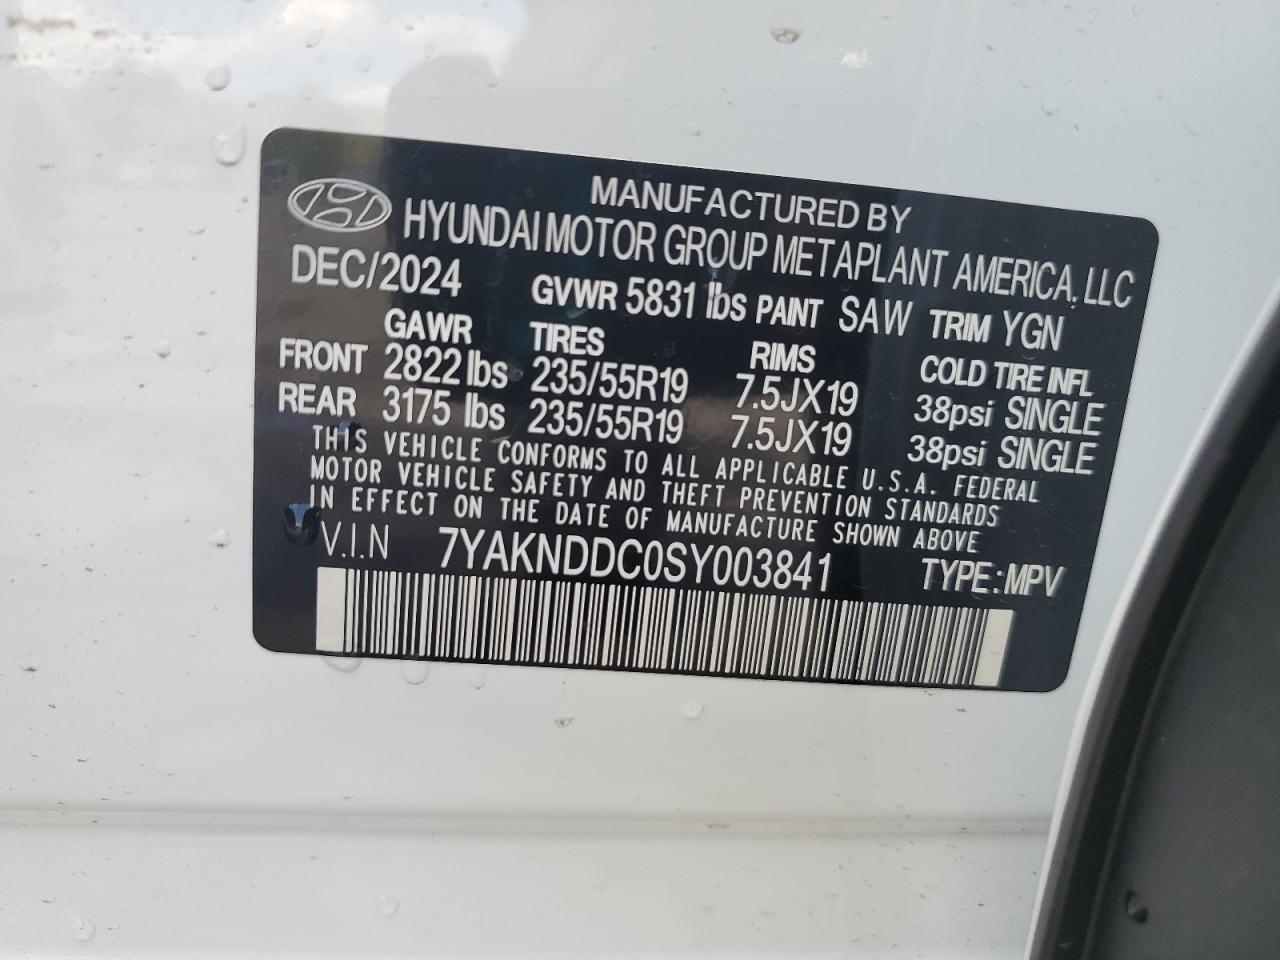 MANUFACTURED BY
HYUNDAI MOTOR GROUP METAPLANT AMERICA, LLC
DEC/2024 GVWR 5831 lbs PAINT SAW TRIM YGN
GAWR TIRES RIMS COLD TIRE INFL
FRONT 2822 lbs 235/55R19 7.5JX19 38psi SINGLE
REAR 3175 lbs 235/55R19 7.5JX19 38psi SINGLE
THIS VEHICLE CONFORMS TO ALL APPLICABLE U.S.A. FEDERAL
MOTOR VEHICLE SAFETY AND THEFT PREVENTION STANDARDS
IN EFFECT ON THE DATE OF MANUFACTURE SHOWN ABOVE
V.I.N 7YAKNDDC0SY003841 TYPE:MPV